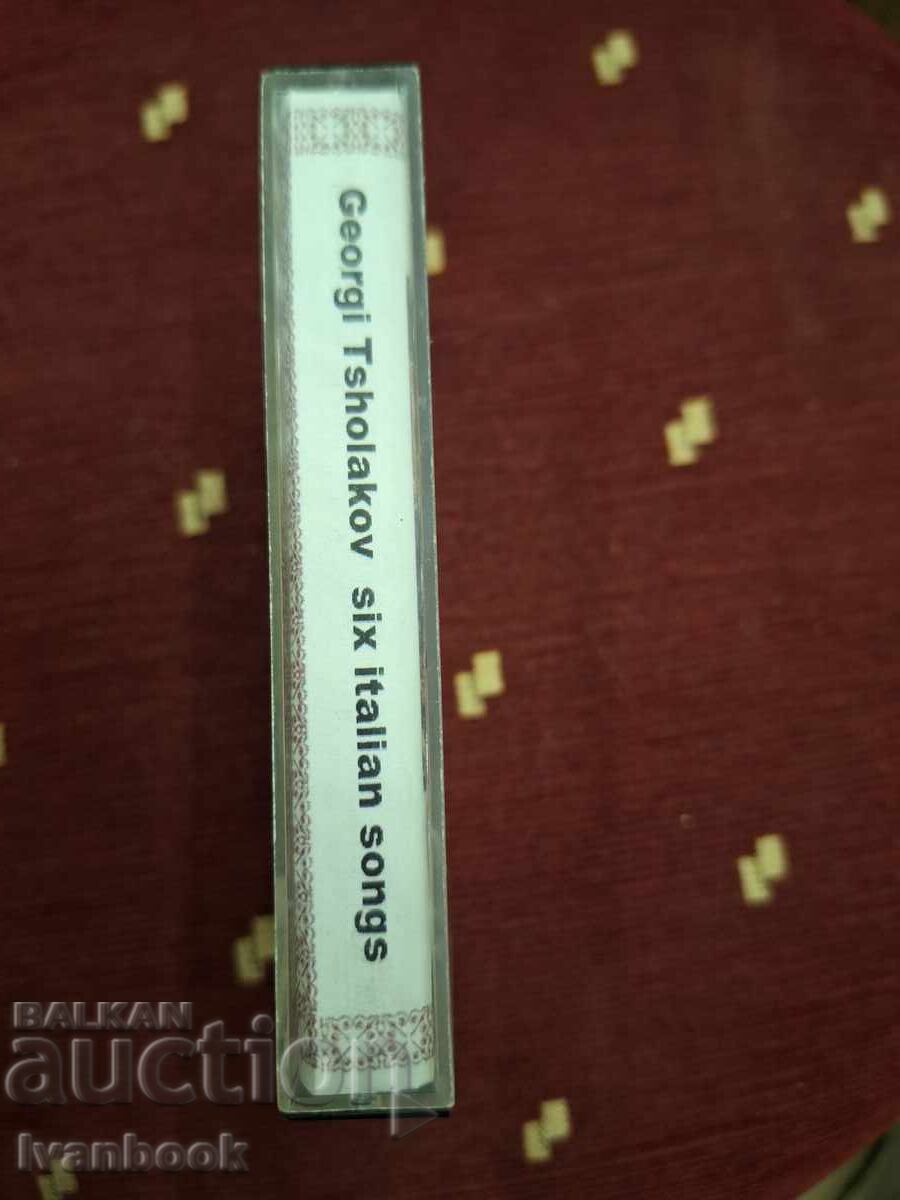 Georgi Tsholakov six italian songs
BALKAN
auction
Ivanbook